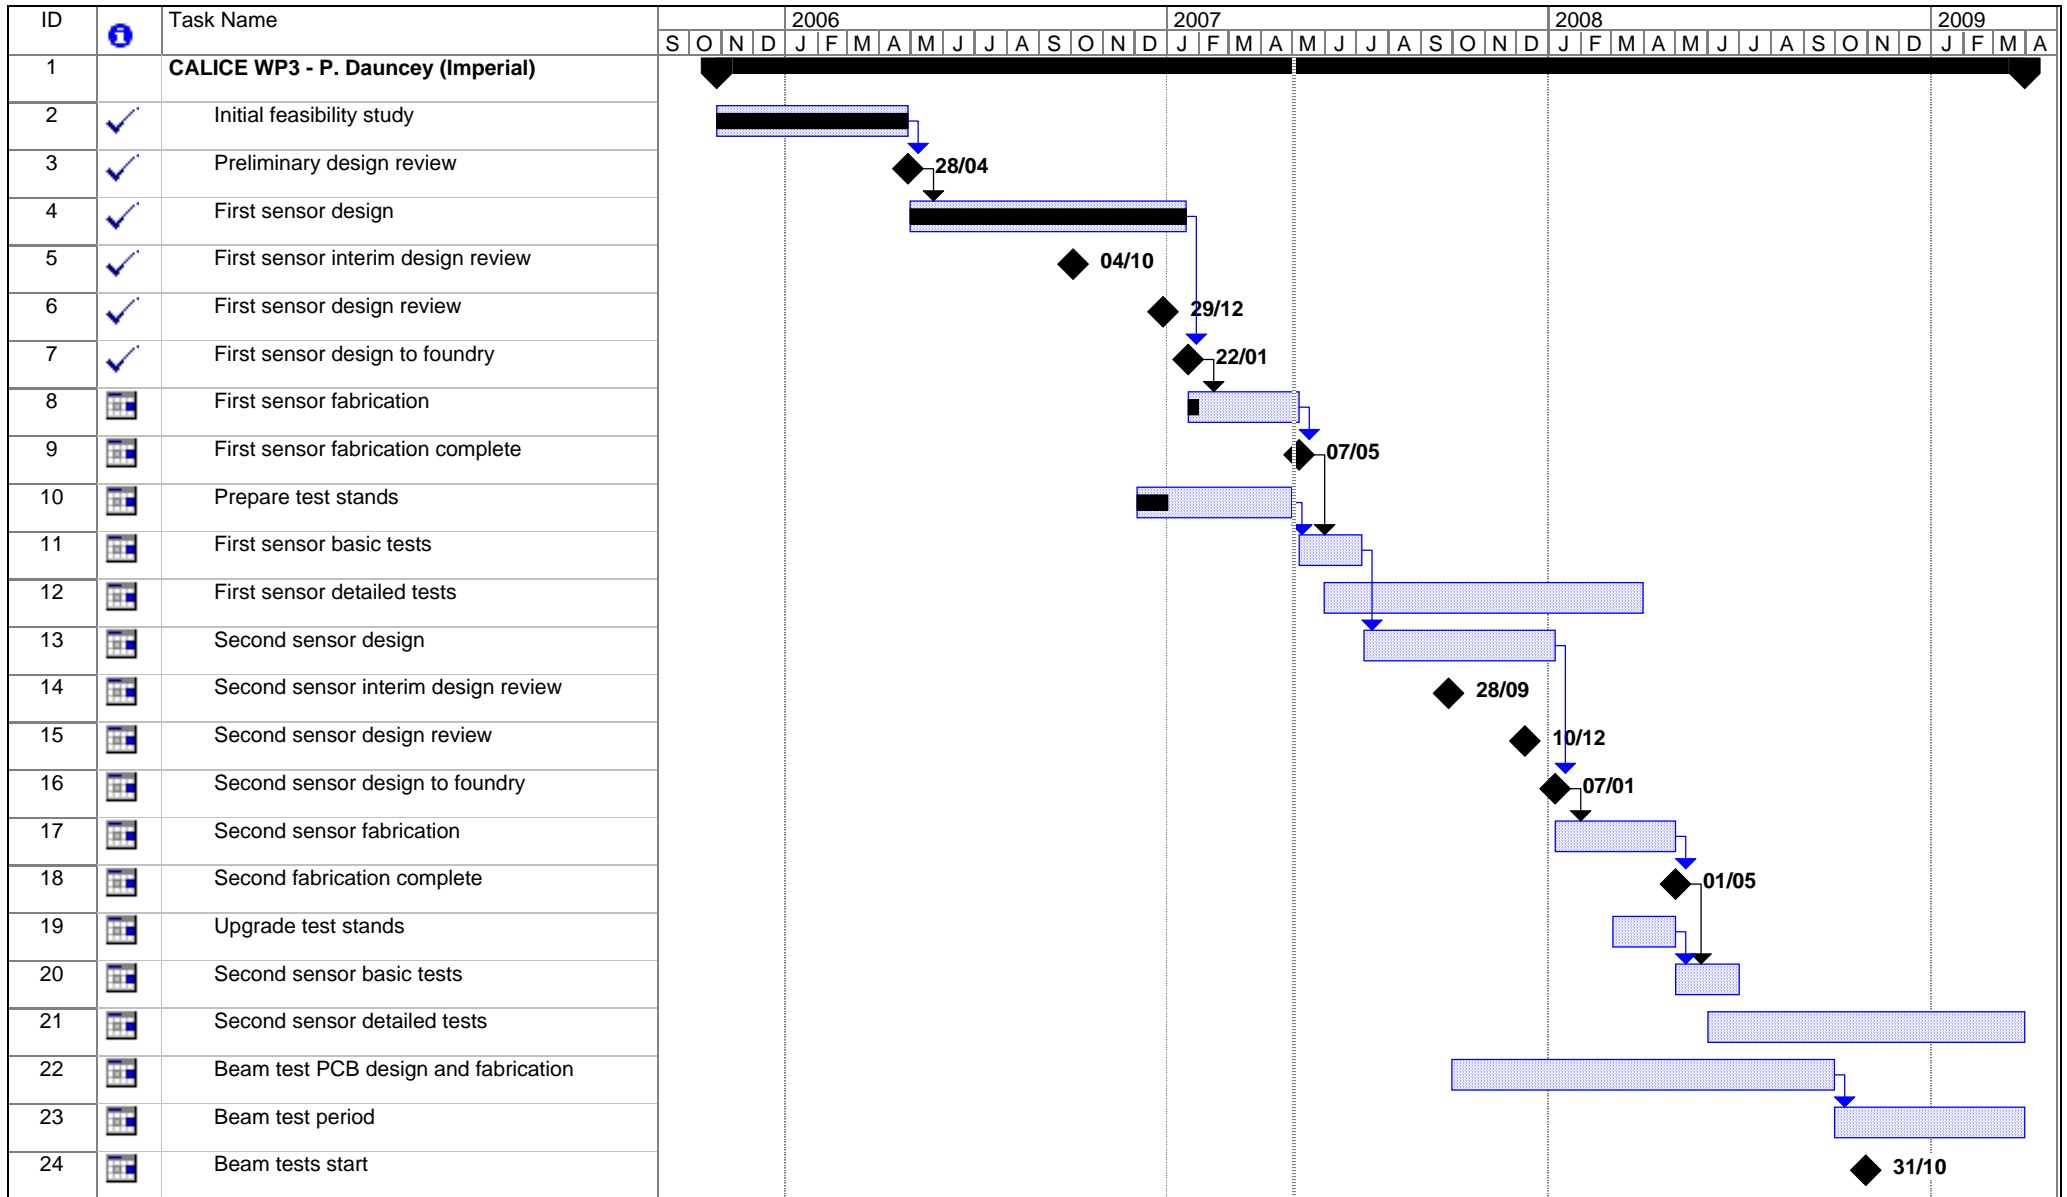 ID Task Name 2006 2007 2008 2009
S O N D J F M A M J J A S O N D J F M A M J J A S O N D J F M A M J J A S O N D J F M A
1 CALICE WP3 - P. Dauncey (Imperial)
2 Initial feasibility study
3 Preliminary design review 28/04
4 First sensor design
5 First sensor interim design review 04/10
6 First sensor design review 29/12
7 First sensor design to foundry 22/01
8 First sensor fabrication
9 First sensor fabrication complete 07/05
10 Prepare test stands
11 First sensor basic tests
12 First sensor detailed tests
13 Second sensor design
14 Second sensor interim design review 28/09
15 Second sensor design review 10/12
16 Second sensor design to foundry 07/01
17 Second sensor fabrication
18 Second fabrication complete 01/05
19 Upgrade test stands
20 Second sensor basic tests
21 Second sensor detailed tests
22 Beam test PCB design and fabrication
23 Beam test period
24 Beam tests start 31/10